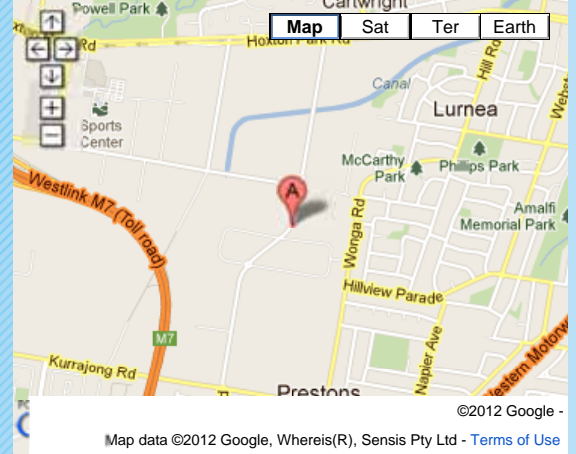 Powell Park
Cartwright
Map Sat Ter Earth
Rd
Hoxton Park Rd
Hill Rd
Canal
Lurnea
Sports
Center
McCarthy
Park
Phillips Park
Westlink M7 (Toll road)
A
Amalfi
Memorial Park
Wonga Rd
Hillview Parade
M7
Napier Ave
Kurrajong Rd
Prestons
©2012 Google -
Map data ©2012 Google, Whereis(R), Sensis Pty Ltd - Terms of Use